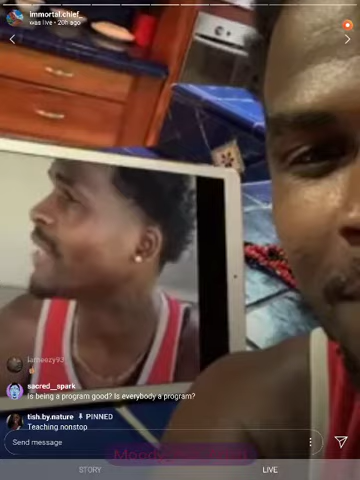 immortal.chief_
was live • 20h ago
lameezy93
sacred__spark
Is being a program good? Is everybody a program?
tish.by.nature PINNED
Teaching nonstop
Send message
STORY LIVE